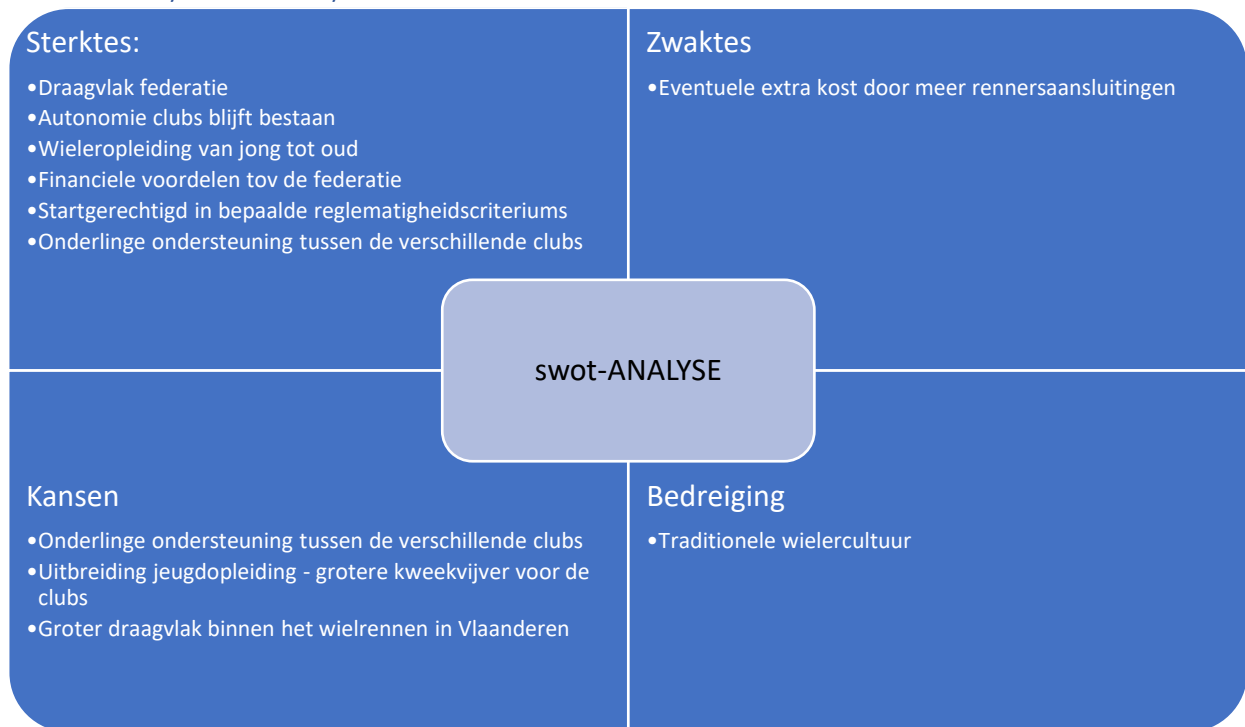 Sterktes:
•Draagvlak federatie
•Autonomie clubs blijft bestaan
•Wieleropleiding van jong tot oud
•Financiele voordelen tov de federatie
•Startgerechtigd in bepaalde reglematigheidscriteriums
•Onderlinge ondersteuning tussen de verschillende clubs
Zwaktes
•Eventuele extra kost door meer rennersaansluitingen
swot-ANALYSE
Kansen
•Onderlinge ondersteuning tussen de verschillende clubs
•Uitbreiding jeugdopleiding - grotere kweekvijver voor de
clubs
•Groter draagvlak binnen het wielrennen in Vlaanderen
Bedreiging
•Traditionele wielercultuur